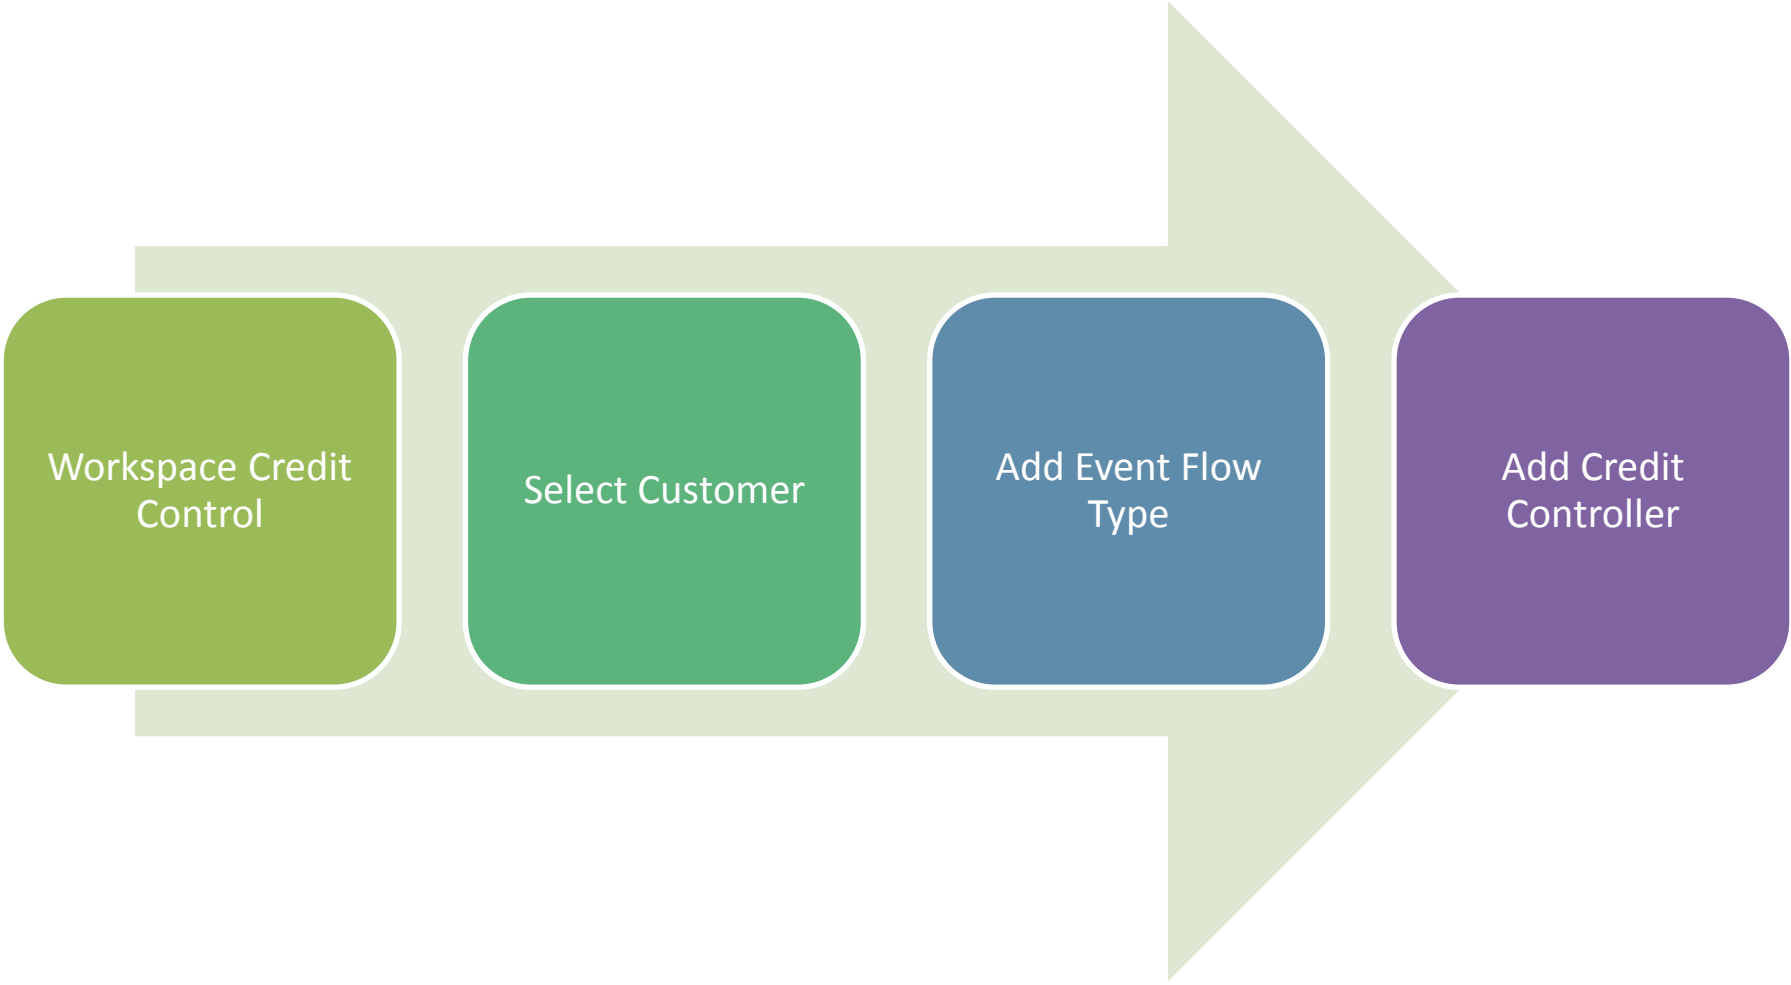 Workspace Credit
Control
Select Customer
Add Event Flow
Type
Add Credit
Controller